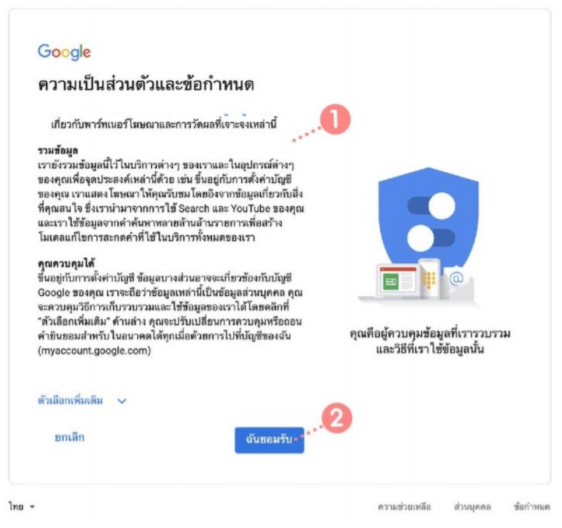 Google
ความเป็นส่วนตัวและข้อกำหนด
เกี่ยวกับพาร์ทเนอร์โฆษณาและการวัดผลที่เจาะจงเหล่านี้
1
รวมข้อมูล
เรายังรวมข้อมูลนี้ไว้ในบริการต่างๆ ของเราและในอุปกรณ์ต่างๆ
ของคุณเพื่อจุดประสงค์เหล่านี้ด้วย เช่น ขึ้นอยู่กับการตั้งค่าบัญชี
ของคุณ เราแสดงโฆษณาให้คุณรับชมโดยอิงจากข้อมูลเกี่ยวกับสิ่ง
ที่คุณสนใจ ซึ่งเรานำมาจากการใช้ Search และ YouTube ของคุณ
และเราใช้ข้อมูลจากคำค้นหาหลายล้านล้านรายการเพื่อสร้าง
โมเดลแก้ไขการสะกดคำที่ใช้ในบริการทั้งหมดของเรา
คุณควบคุมได้
ขึ้นอยู่กับการตั้งค่าบัญชี ข้อมูลบางส่วนอาจจะเกี่ยวข้องกับบัญชี
Google ของคุณ เราจะถือว่าข้อมูลเหล่านี้เป็นข้อมูลส่วนบุคคล คุณ
จะควบคุมวิธีการเก็บรวบรวมและใช้ข้อมูลของเราได้โดยคลิกที่
"ตัวเลือกเพิ่มเติม" ด้านล่าง คุณจะปรับเปลี่ยนการควบคุมหรือถอน
คำยินยอมสำหรับในอนาคตได้ทุกเมื่อด้วยการไปที่บัญชีของฉัน
(myaccount.google.com)
@
คุณคือผู้ควบคุมข้อมูลที่เรารวบรวม
และวิธีที่เราใช้ข้อมูลนั้น
ตัวเลือกเพิ่มเติม
ยกเลิก
ฉันยอมรับ
2
ไทย
ความช่วยเหลือ ส่วนบุคคล ข้อกำหนด